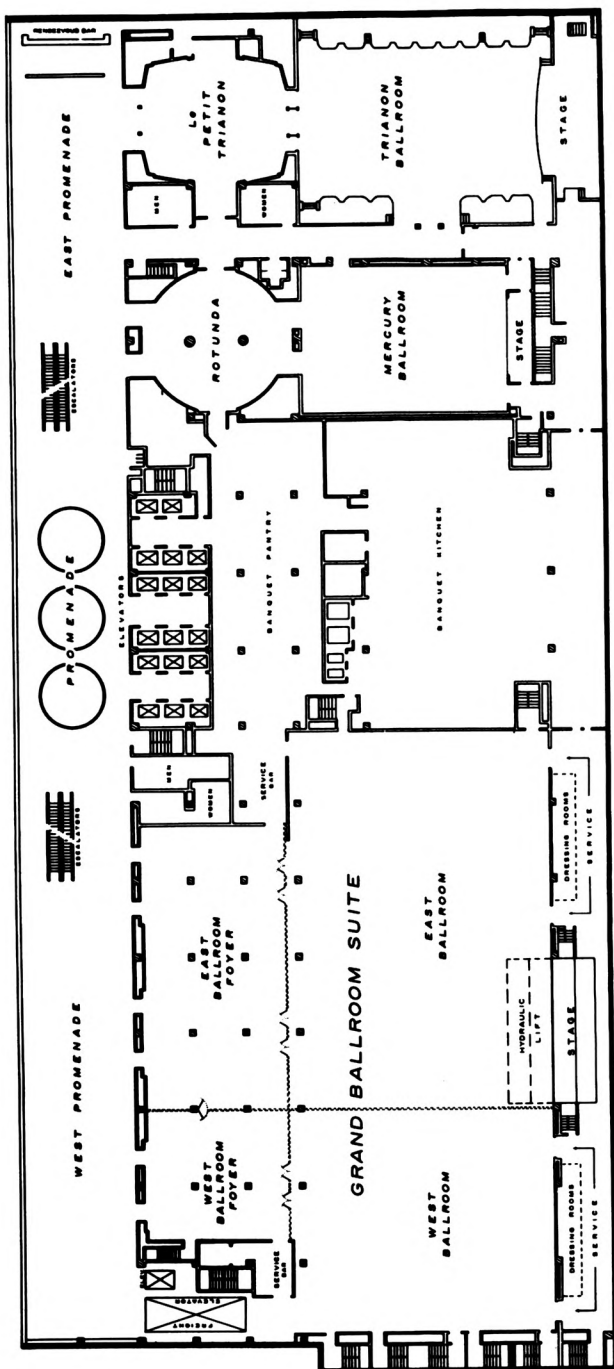 RENDEZVOUS BAR
WEST PROMENADE
ESCALATORS
PROMENADE
ESCALATORS
EAST PROMENADE
FREIGHT
ELEVATOR
ELEVATORS
MEN
WOMEN
MEN
WOMEN
Le
PETIT
TRIANON
ROTUNDA
SERVICE
BAR
WEST
BALLROOM
FOYER
EAST
BALLROOM
FOYER
SERVICE
BAR
BANQUET PANTRY
GRAND BALLROOM SUITE
WEST
BALLROOM
EAST
BALLROOM
BANQUET KITCHEN
MERCURY
BALLROOM
TRIANON
BALLROOM
HYDRAULIC
LIFT
STAGE
STAGE
STAGE
DRESSING ROOMS
SERVICE
DRESSING ROOMS
SERVICE